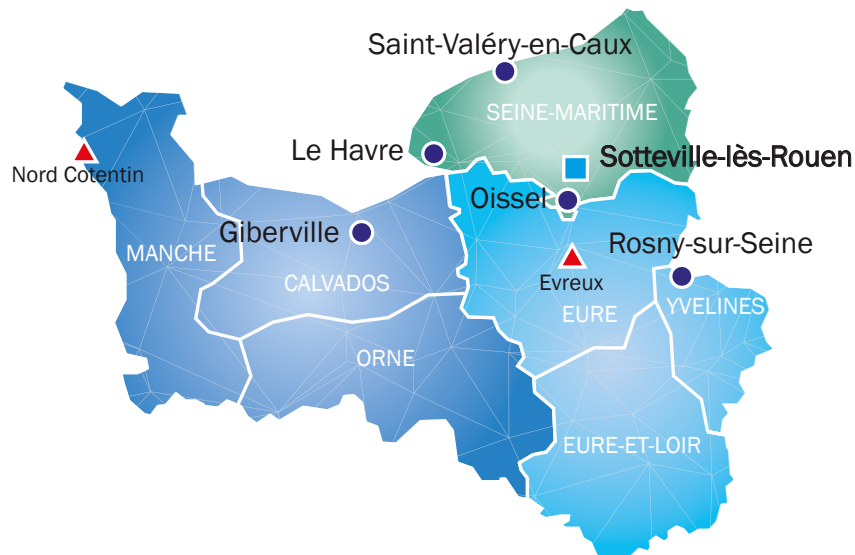 Saint-Valéry-en-Caux
SEINE-MARITIME
Le Havre
Sotteville-lès-Rouen
Nord Cotentin
Oissel
Giberville
Rosny-sur-Seine
MANCHE
CALVADOS
Evreux
EURE
YVELINES
ORNE
EURE-ET-LOIR